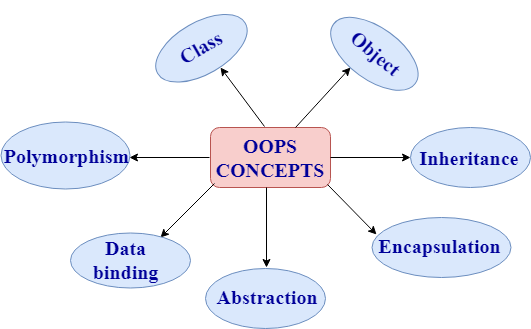 Class
Object
OOPS
CONCEPTS
Polymorphism
Inheritance
Data
binding
Encapsulation
Abstraction